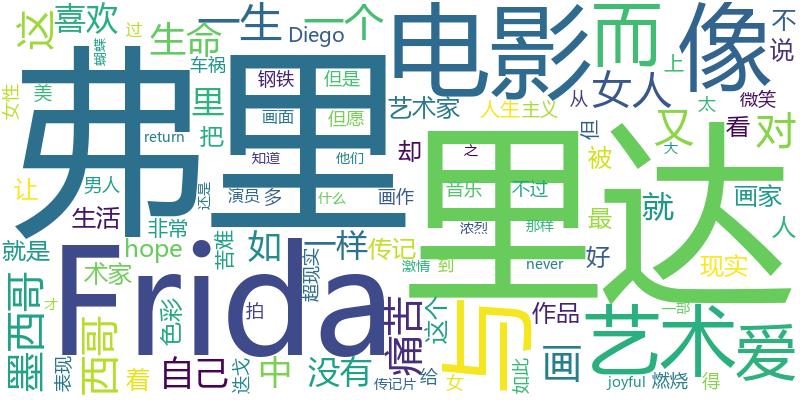 这
喜欢
一生
一个
电影
而
像
不
说
过
蝴蝶
生命
Diego
车祸
钢铁
但是
女人
上
女性
美
弗里
里
把
画面
但愿
艺术家
人生
主义
从
太
微笑
但
又
看
对
return
知道
他们
却
之
被
大
里达
让
男人
生活
还是
演员
多
什么
画作
音乐
不过
最
就
画家
人
就是
非常
hope
苦难
如
一样
传记
浓烈
那样
术家
超现实
激情
到
never
好
现实
墨西哥
西哥
Frida
色彩
拍
痛苦
这个
与
才
作品
一部
艺术
爱
表现
着
自己
迭戈
中
没有
传记片
给
女
如此
画
joyful
燃烧
得